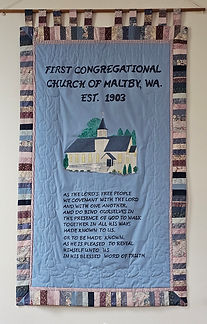 FIRST CONGREGATIONAL
CHURCH OF MALTBY, WA.
EST. 1903
AS THE LORD'S FREE PEOPLE
WE COVENANT WITH THE LORD
AND WITH ONE ANOTHER,
AND DO BIND OURSELVES IN
THE PRESENCE OF GOD TO WALK
TOGETHER IN ALL HIS WAYS
MADE KNOWN TO US,
OR TO BE MADE KNOWN,
AS HE IS PLEASED TO REVEAL
HIMSELF UNTO US
IN HIS BLESSED WORD OF TRUTH